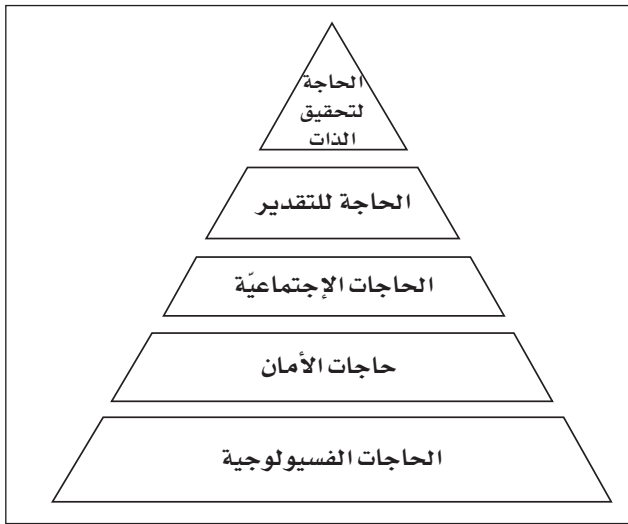 الحاجة
لتحقيق
الذات
الحاجة للتقدير
الحاجات الإجتماعيّة
حاجات الأمان
الحاجات الفسيولوجية